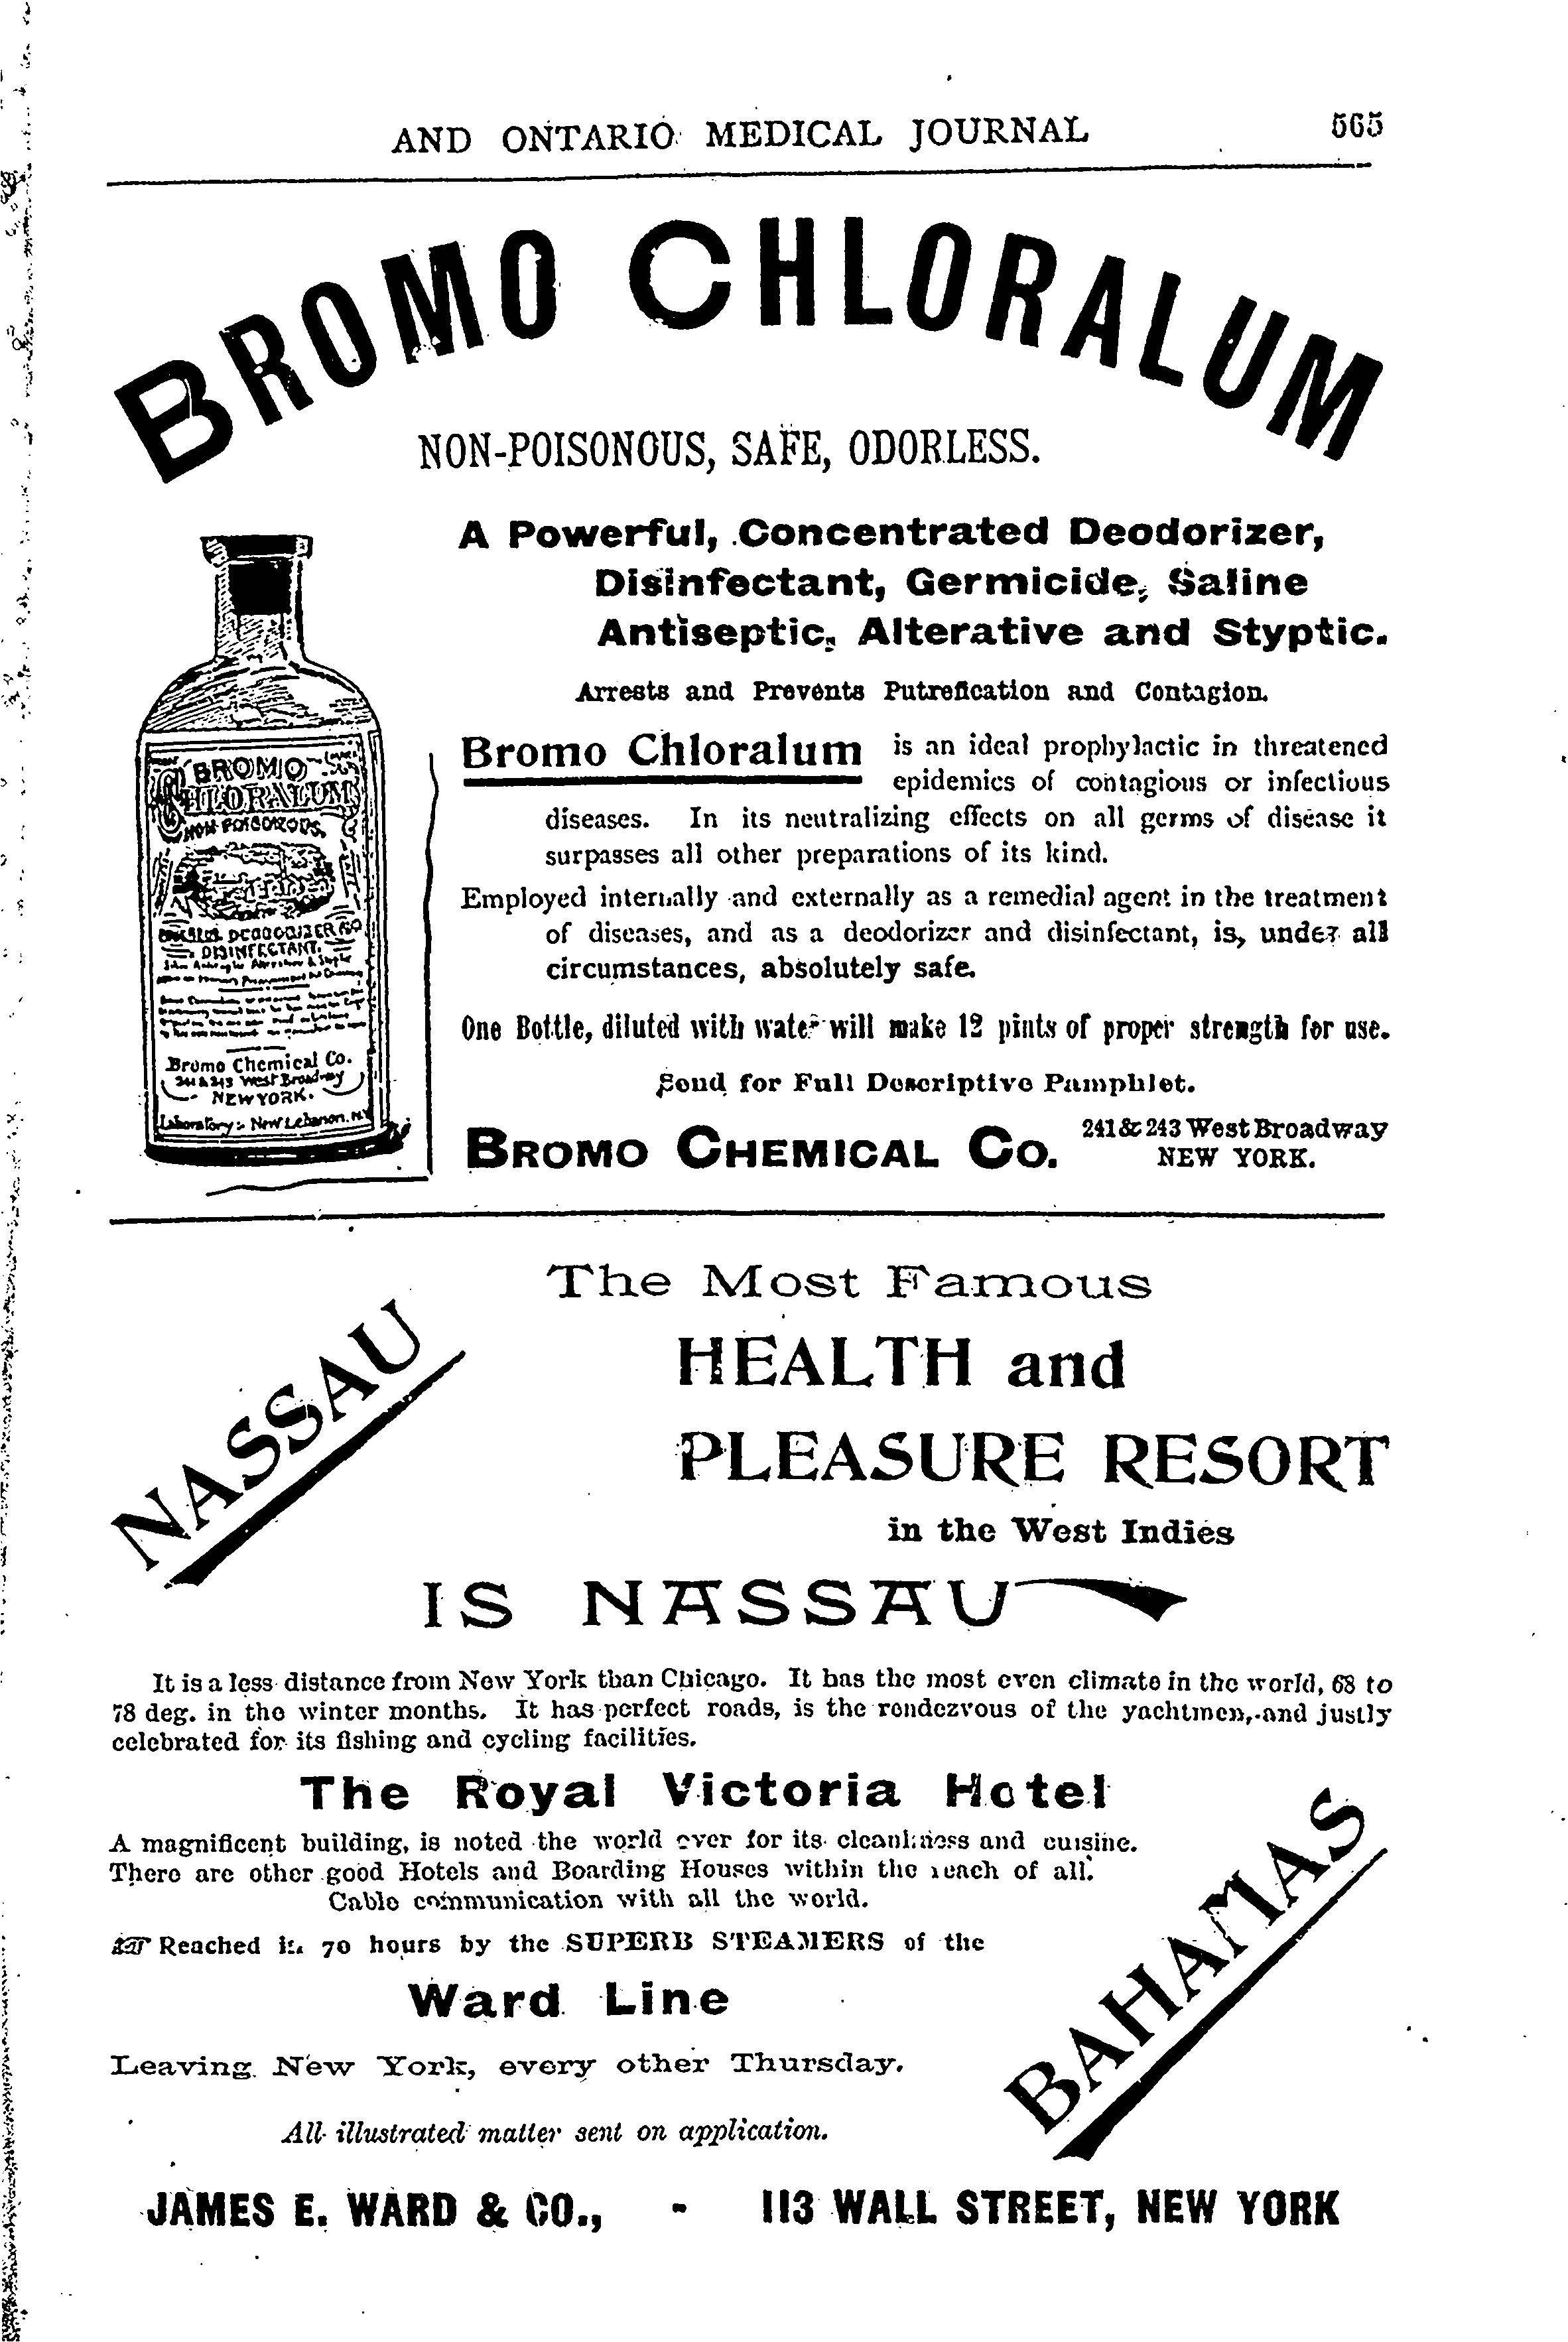 AND ONTARIO MEDICAL JOURNAL 565
BROMO CHLORALUM
NON-POISONOUS, SAFE, ODORLESS.
A Powerful, Concentrated Deodorizer,
Disinfectant, Germicide, Saline
Antiseptic, Alterative and Styptic.
Arrests and Prevents Putrefication and Contagion.
Bromo Chloralum is an ideal prophylactic in threatened
epidemics of contagious or infectious
diseases. In its neutralizing effects on all germs of disease it
surpasses all other preparations of its kind.
Employed internally and externally as a remedial agent in the treatment
of diseases, and as a deodorizer and disinfectant, is, under all
circumstances, absolutely safe.
One Bottle, diluted with water will make 12 pints of proper strength for use.
Send for Full Descriptive Pamphlet.
BROMO CHEMICAL CO. 241 & 243 West Broadway
NEW YORK.
BROMO
CHLORALUM
NON-POISONOUS.
DEODORIZER AND
DISINFECTANT.
Bromo Chemical Co.
241 & 243 West Broadway
NEW YORK.
Laboratory:- New Lebanon. N.Y.
NASSAU
The Most Famous
HEALTH and
PLEASURE RESORT
in the West Indies
IS NASSAU
It is a less distance from New York than Chicago. It has the most even climate in the world, 68 to
78 deg. in the winter months. It has perfect roads, is the rendezvous of the yachtmen, and justly
celebrated for its fishing and cycling facilities.
The Royal Victoria Hotel
A magnificent building, is noted the world over for its cleanliness and cuisine.
There are other good Hotels and Boarding Houses within the reach of all.
Cable communication with all the world.
☞ Reached in 70 hours by the SUPERB STEAMERS of the
Ward Line
Leaving New York, every other Thursday.
All illustrated matter sent on application.
BAHAMAS
JAMES E. WARD & CO., - 113 WALL STREET, NEW YORK